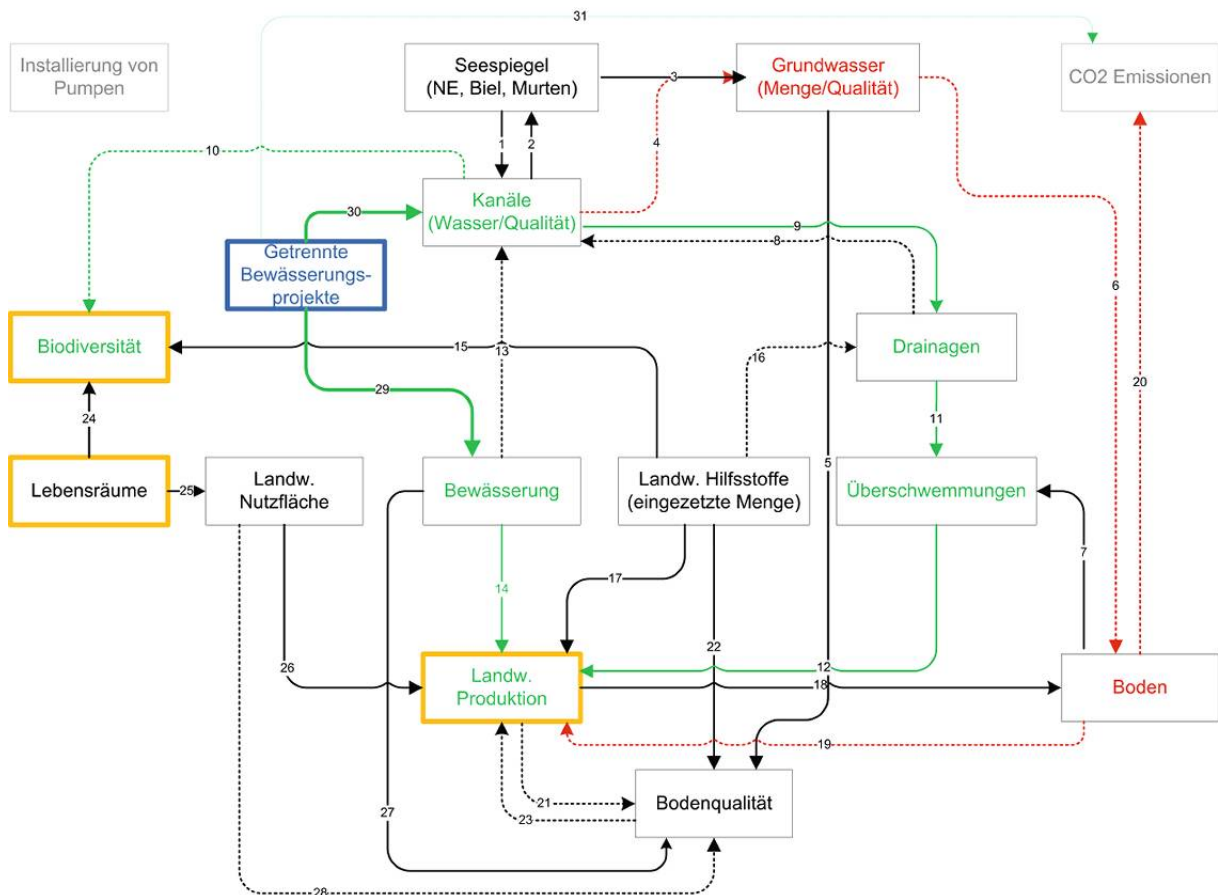 31
Installierung von
Pumpen
Seespiegel
(NE, Biel, Murten)
3
Grundwasser
(Menge/Qualität)
CO2 Emissionen
1
2
4
10
Kanäle
(Wasser/Qualität)
30
9
8
Getrennte
Bewässerungs-
projekte
6
Biodiversität
15
13
16
Drainagen
20
29
24
11
5
Lebensräume
25
Landw.
Nutzfläche
Bewässerung
Landw. Hilfsstoffe
(eingezetzte Menge)
Überschwemmungen
7
14
17
22
26
12
Landw.
Produktion
18
Boden
19
21
23
27
Bodenqualität
28